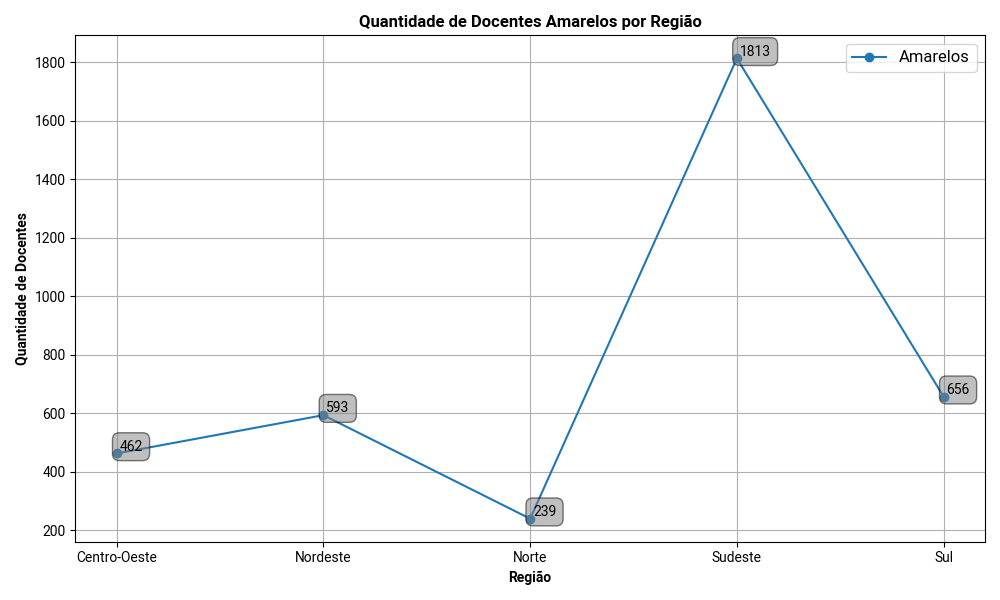 Quantidade de Docentes Amarelos por Região
Amarelos
Quantidade de Docentes
1800
1600
1400
1200
1000
800
600
400
200
462
593
239
1813
656
Centro-Oeste
Nordeste
Norte
Sudeste
Sul
Região